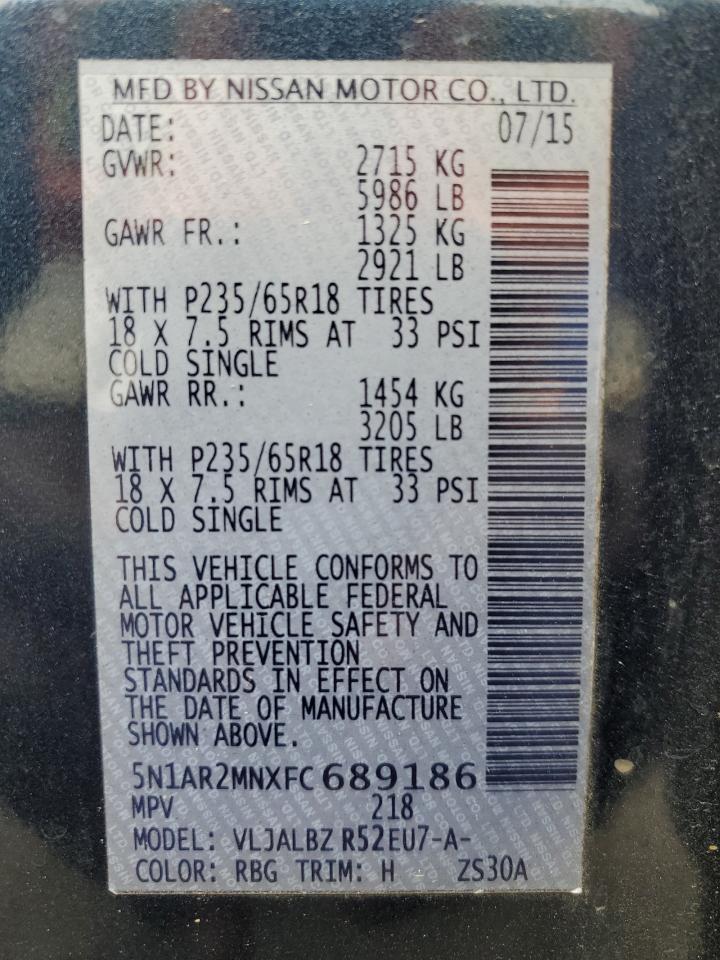 MFD BY NISSAN MOTOR CO., LTD.
DATE: 07/15
GVWR: 2715 KG
5986 LB
GAWR FR.: 1325 KG
2921 LB
WITH P235/65R18 TIRES
18 X 7.5 RIMS AT 33 PSI
COLD SINGLE
GAWR RR.: 1454 KG
3205 LB
WITH P235/65R18 TIRES
18 X 7.5 RIMS AT 33 PSI
COLD SINGLE
THIS VEHICLE CONFORMS TO
ALL APPLICABLE FEDERAL
MOTOR VEHICLE SAFETY AND
THEFT PREVENTION
STANDARDS IN EFFECT ON
THE DATE OF MANUFACTURE
SHOWN ABOVE.
5N1AR2MNXFC689186
MPV 218
MODEL: VLJALBZ R52EU7-A-
COLOR: RBG TRIM: H ZS30A